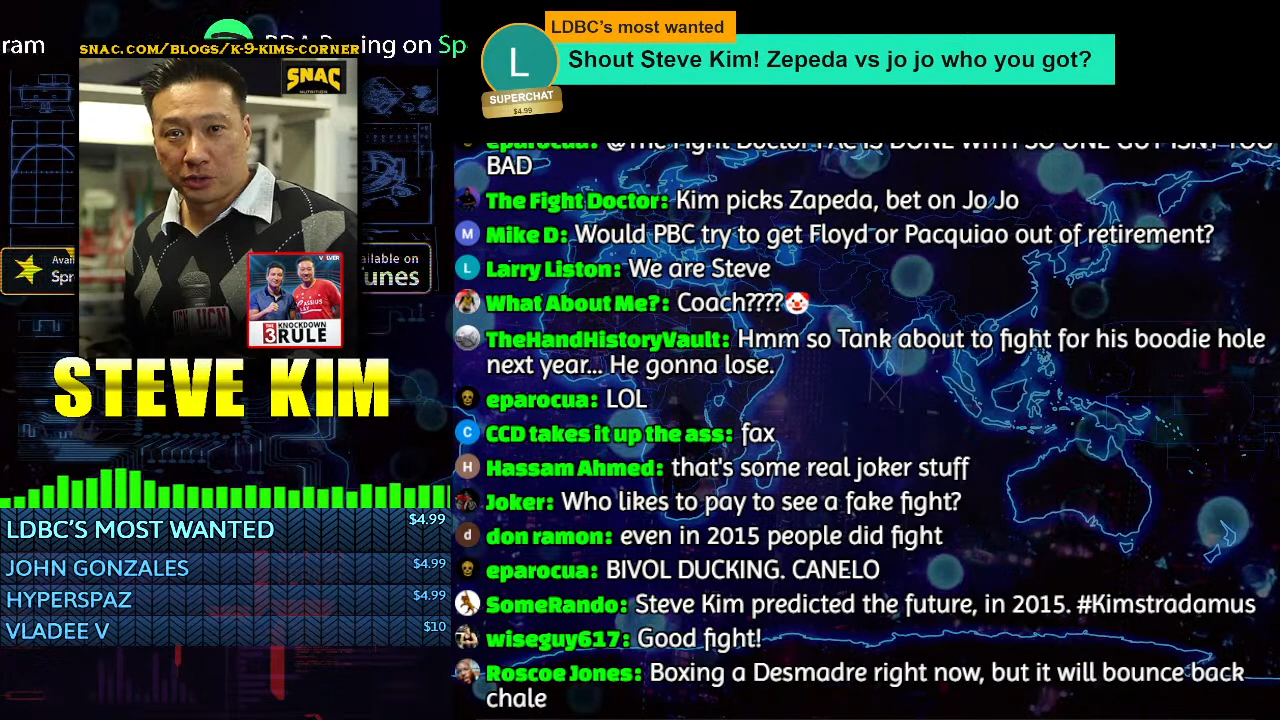 ram
ing on Sp
SNAC.COM/BLOGS/K-9-KIMS-CORNER
SNAC
NUTRITION
Avai
Spr
ailable on
unes
UCN UCN
VOLVER
CASSIUS
THE 3 KNOCKDOWN
RULE
STEVE KIM
LDBC'S MOST WANTED $4.99
JOHN GONZALES $4.99
HYPERSPAZ $4.99
VLADEE V $10
LDBC's most wanted
L
Shout Steve Kim! Zepeda vs jo jo who you got?
SUPERCHAT
$4.99
BAD
The Fight Doctor: Kim picks Zapeda, bet on Jo Jo
M Mike D: Would PBC try to get Floyd or Pacquiao out of retirement?
L Larry Liston: We are Steve
What About Me?: Coach????🤡
TheHandHistoryVault: Hmm so Tank about to fight for his boodie hole
next year... He gonna lose.
eparocua: LOL
C CCD takes it up the ass: fax
H Hassam Ahmed: that's some real joker stuff
Joker: Who likes to pay to see a fake fight?
d don ramon: even in 2015 people did fight
eparocua: BIVOL DUCKING. CANELO
SomeRando: Steve Kim predicted the future, in 2015. #Kimstradamus
wiseguy617: Good fight!
Roscoe Jones: Boxing a Desmadre right now, but it will bounce back
chale